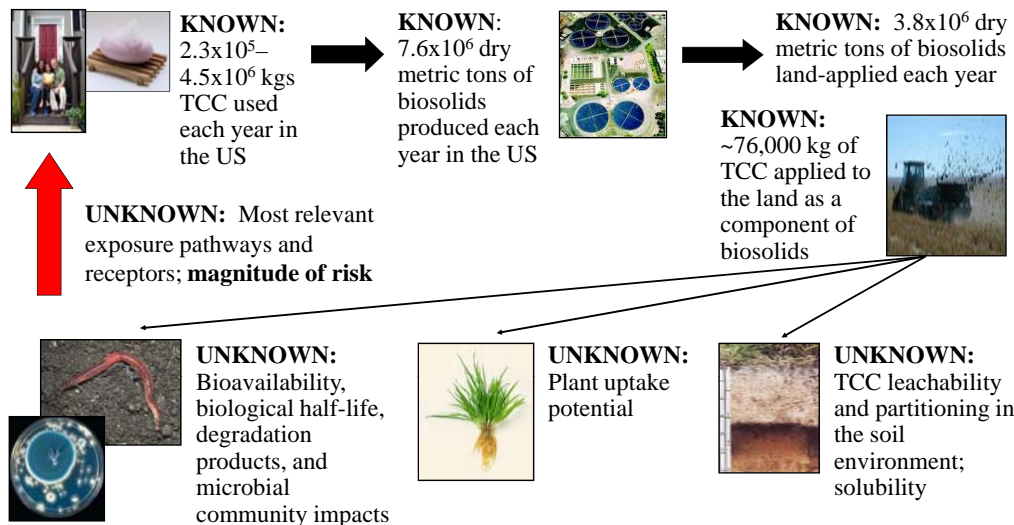 KNOWN:
2.3x10⁵–
4.5x10⁶ kgs
TCC used
each year in
the US
KNOWN:
7.6x10⁶ dry
metric tons of
biosolids
produced each
year in the US
KNOWN: 3.8x10⁶ dry
metric tons of biosolids
land-applied each year
KNOWN:
~76,000 kg of
TCC applied to
the land as a
component of
biosolids
UNKNOWN: Most relevant
exposure pathways and
receptors; magnitude of risk
UNKNOWN:
Bioavailability,
biological half-life,
degradation
products, and
microbial
community impacts
UNKNOWN:
Plant uptake
potential
UNKNOWN:
TCC leachability
and partitioning in
the soil
environment;
solubility